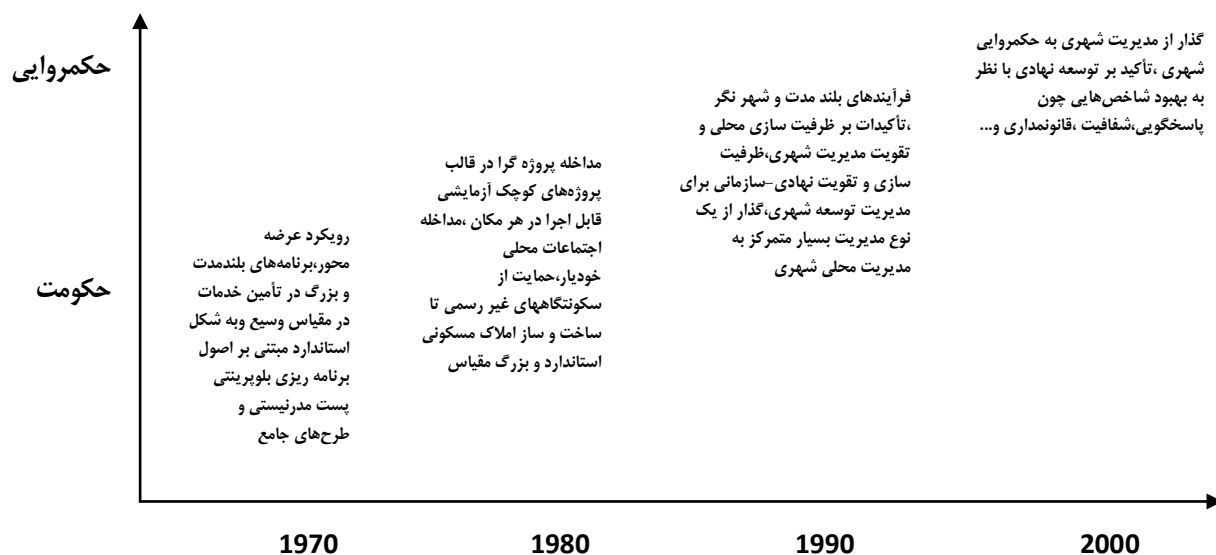 حکمروایی
حکومت
رویکرد عرضه
محور،برنامه‌های بلندمدت
و بزرگ در تأمین خدمات
در مقیاس وسیع وبه شکل
استاندارد مبتنی بر اصول
برنامه ریزی بلوپرینتی
پست مدرنیستی و
طرح‌های جامع
مداخله پروژه گرا در قالب
پروژه‌های کوچک آزمایشی
قابل اجرا در هر مکان ،مداخله
اجتماعات محلی
خودیار،حمایت از
سکونتگاههای غیر رسمی تا
ساخت و ساز املاک مسکونی
استاندارد و بزرگ مقیاس
فرآیندهای بلند مدت و شهر نگر
،تأکیدات بر ظرفیت سازی محلی و
تقویت مدیریت شهری،ظرفیت
سازی و تقویت نهادی-سازمانی برای
مدیریت توسعه شهری،گذار از یک
نوع مدیریت بسیار متمرکز به
مدیریت محلی شهری
گذار از مدیریت شهری به حکمروایی
شهری ،تأکید بر توسعه نهادی با نظر
به بهبود شاخص‌هایی چون
پاسخگویی،شفافیت ،قانونمداری و...
1970
1980
1990
2000